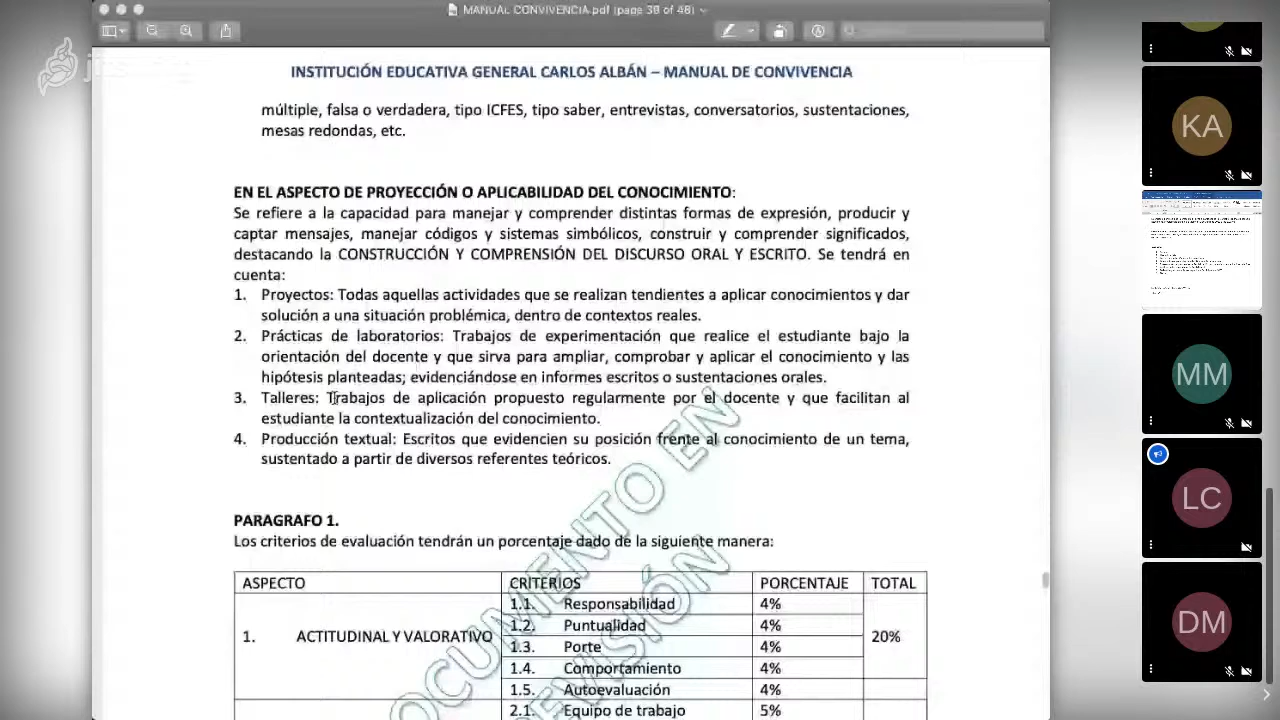 MANUAL CONVIVENCIA.pdf (page 39 of 48)
INSTITUCIÓN EDUCATIVA GENERAL CARLOS ALBÁN – MANUAL DE CONVIVENCIA
múltiple, falsa o verdadera, tipo ICFES, tipo saber, entrevistas, conversatorios, sustentaciones,
mesas redondas, etc.
EN EL ASPECTO DE PROYECCIÓN O APLICABILIDAD DEL CONOCIMIENTO:
Se refiere a la capacidad para manejar y comprender distintas formas de expresión, producir y
captar mensajes, manejar códigos y sistemas simbólicos, construir y comprender significados,
destacando la CONSTRUCCIÓN Y COMPRENSIÓN DEL DISCURSO ORAL Y ESCRITO. Se tendrá en
cuenta:
1. Proyectos: Todas aquellas actividades que se realizan tendientes a aplicar conocimientos y dar
solución a una situación problémica, dentro de contextos reales.
2. Prácticas de laboratorios: Trabajos de experimentación que realice el estudiante bajo la
orientación del docente y que sirva para ampliar, comprobar y aplicar el conocimiento y las
hipótesis planteadas; evidenciándose en informes escritos o sustentaciones orales.
3. Talleres: Trabajos de aplicación propuesto regularmente por el docente y que facilitan al
estudiante la contextualización del conocimiento.
4. Producción textual: Escritos que evidencien su posición frente al conocimiento de un tema,
sustentado a partir de diversos referentes teóricos.
PARAGRAFO 1.
Los criterios de evaluación tendrán un porcentaje dado de la siguiente manera:
ASPECTO CRITERIOS PORCENTAJE TOTAL
1.1. Responsabilidad 4%
1.2. Puntualidad 4%
1. ACTITUDINAL Y VALORATIVO 20%
1.3. Porte 4%
1.4. Comportamiento 4%
1.5. Autoevaluación 4%
2.1. Equipo de trabajo 5%
DOCUMENTO EN
REVISIÓN
KA
MM
LC
DM